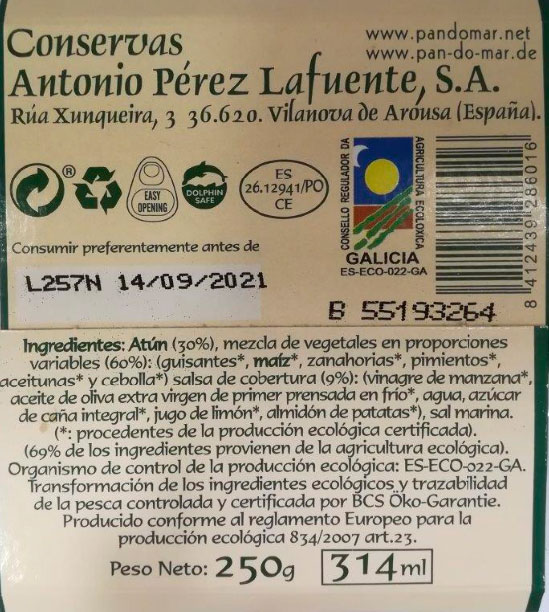 Conservas
www.pandomar.net
www.pan-do-mar.de
Antonio Pérez Lafuente, S.A.
Rúa Xunqueira, 3 36.620. Vilanova de Arousa (España).
®
EASY
OPENING
DOLPHIN
SAFE
ES
26.12941/PO
CE
CONSELLO REGULADOR DA
AGRICULTURA ECOLOXICA
GALICIA
ES-ECO-022-GA
8 412439 286016
Consumir preferentemente antes de
L257N 14/09/2021
B 55193264
Ingredientes: Atún (30%), mezcla de vegetales en proporciones
variables (60%): (guisantes*, maíz*, zanahorias*, pimientos*,
aceitunas* y cebolla*) salsa de cobertura (9%): (vinagre de manzana*,
aceite de oliva extra virgen de primer prensada en frío*, agua, azúcar
de caña integral*, jugo de limón*, almidón de patatas*), sal marina.
(*: procedentes de la producción ecológica certificada).
(69% de los ingredientes provienen de la agricultura ecológica).
Organismo de control de la producción ecológica: ES-ECO-022-GA.
Transformación de los ingredientes ecológicos y trazabilidad
de la pesca controlada y certificada por BCS Öko-Garantie.
Producido conforme al reglamento Europeo para la
producción ecológica 834/2007 art.23.
Peso Neto: 250g 314ml